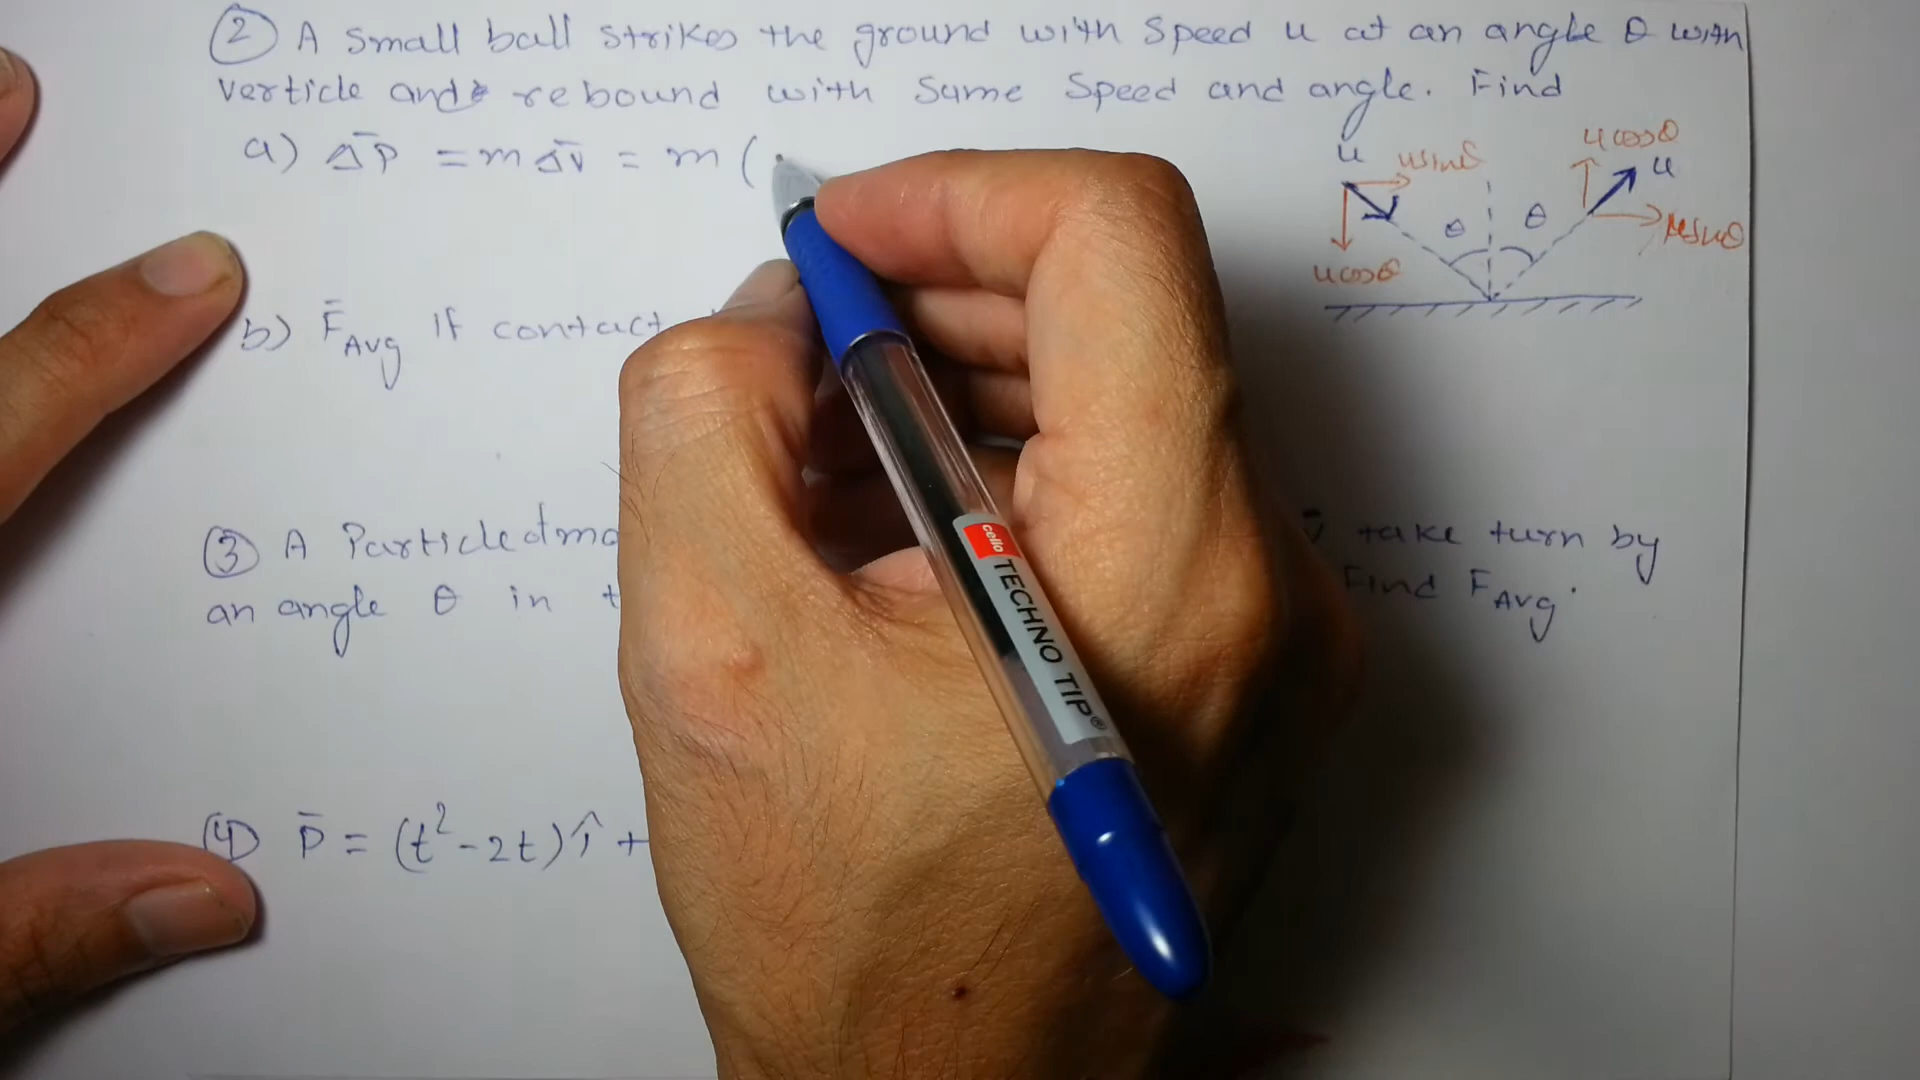 ② A small ball strikes the ground with speed u at an angle θ with
verticle and rebound with same speed and angle. Find
a) Δp̄ = mΔv̄ = m (
u
usinθ
ucosθ
θ
θ
ucosθ
u
usinθ
b) F̄Avg if contact
③ A Particle of ma
v̄ take turn by
an angle θ in t
Find FAvg.
④ P̄ = (t²-2t)î +
cello
TECHNO TIP®